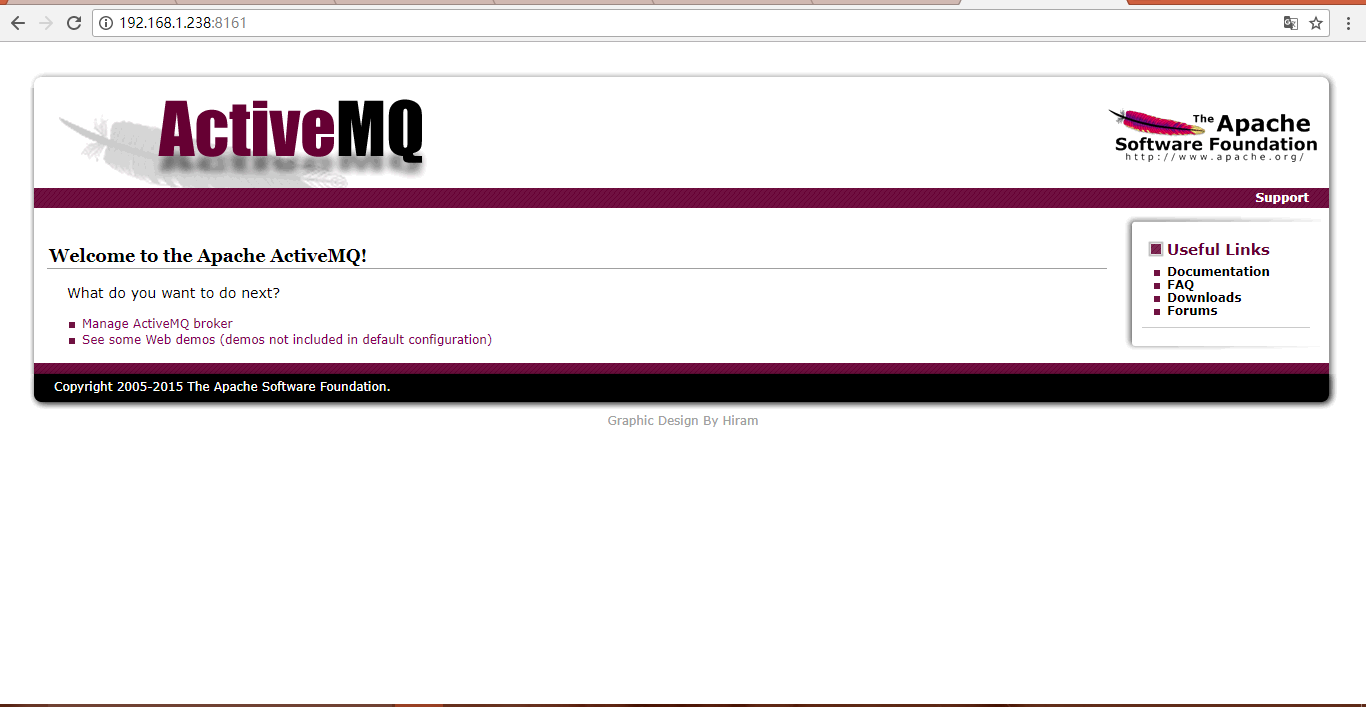 192.168.1.238:8161
ActiveMQ
The Apache
Software Foundation
http://www.apache.org/
Support
Welcome to the Apache ActiveMQ!
What do you want to do next?
Manage ActiveMQ broker
See some Web demos (demos not included in default configuration)
Useful Links
Documentation
FAQ
Downloads
Forums
Copyright 2005-2015 The Apache Software Foundation.
Graphic Design By Hiram